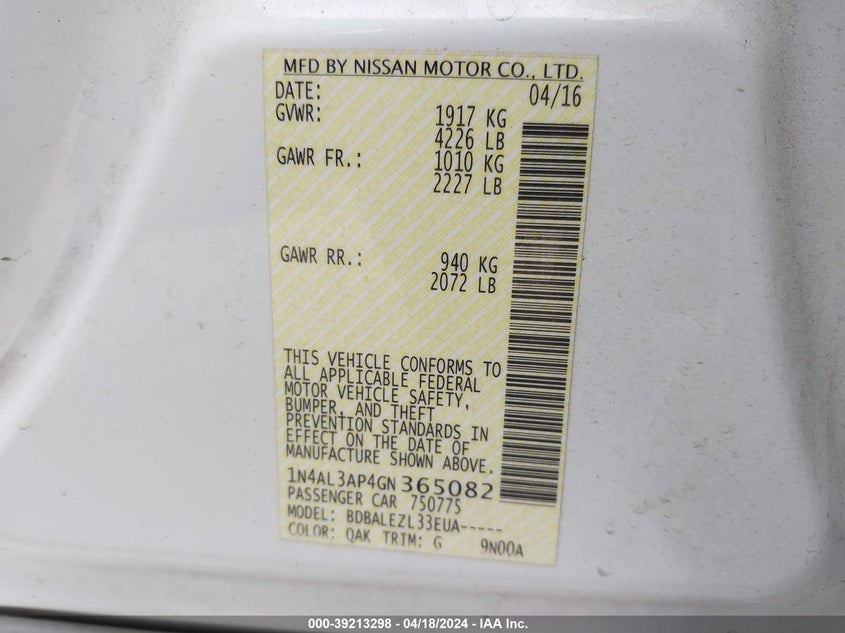 MFD BY NISSAN MOTOR CO., LTD.
DATE: 04/16
GVWR: 1917 KG
4226 LB
GAWR FR.: 1010 KG
2227 LB
GAWR RR.: 940 KG
2072 LB
THIS VEHICLE CONFORMS TO
ALL APPLICABLE FEDERAL
MOTOR VEHICLE SAFETY,
BUMPER, AND THEFT
PREVENTION STANDARDS IN
EFFECT ON THE DATE OF
MANUFACTURE SHOWN ABOVE.
1N4AL3AP4GN365082
PASSENGER CAR 750775
MODEL: BDBALEZL33EUA-----
COLOR: QAK TRIM: G 9N00A
000-39213298 - 04/18/2024 - IAA Inc.